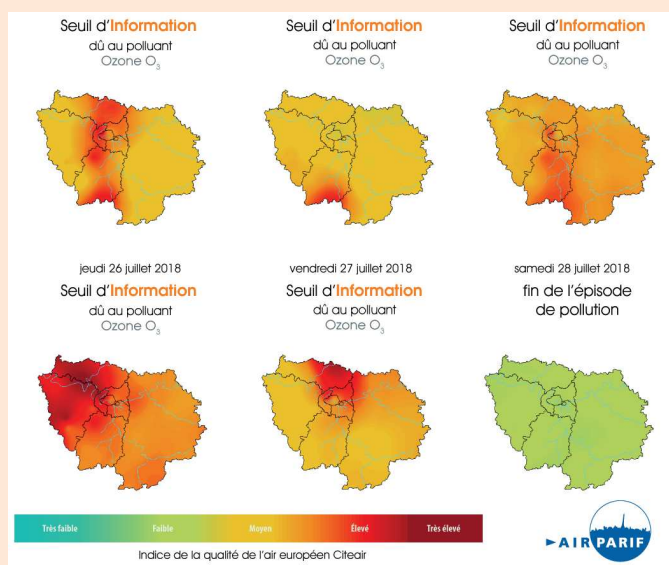 Seuil d'Information
dû au polluant
Ozone O3
Seuil d'Information
dû au polluant
Ozone O3
Seuil d'Information
dû au polluant
Ozone O3
jeudi 26 juillet 2018
Seuil d'Information
dû au polluant
Ozone O3
vendredi 27 juillet 2018
Seuil d'Information
dû au polluant
Ozone O3
samedi 28 juillet 2018
fin de l'épisode
de pollution
Très faible
Faible
Moyen
Élevé
Très élevé
Indice de la qualité de l'air européen Citeair
AIRPARIF